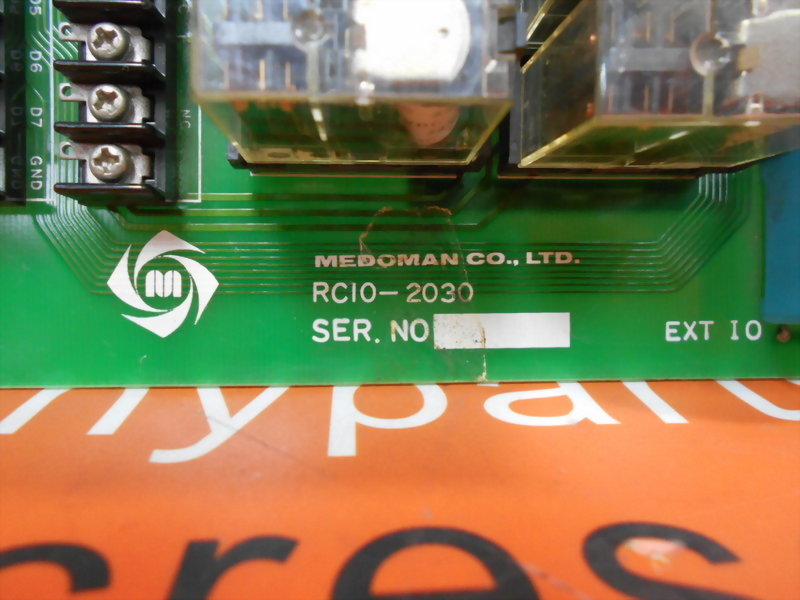 D5
D6
D7
GND
NC
M
MEDOMAN CO., LTD.
RCIO-2030
SER. NO
EXT IO